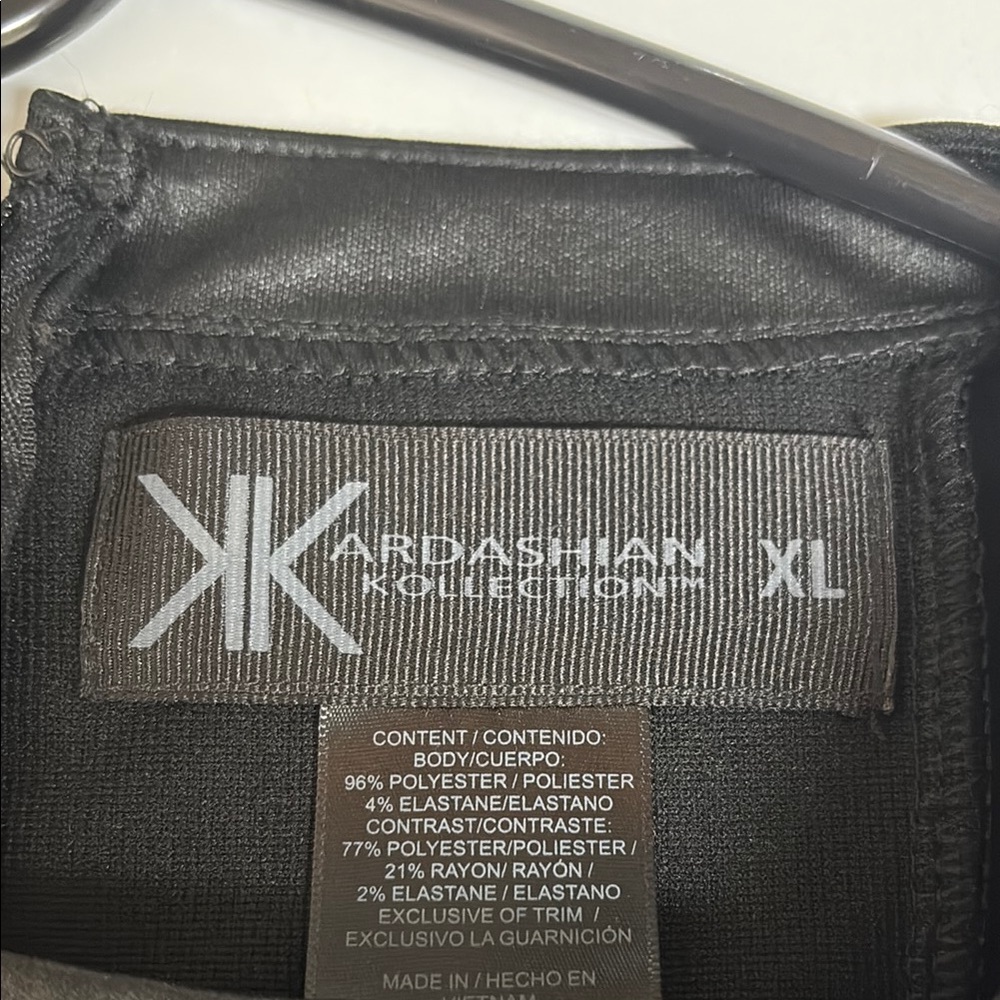 KARDASHIAN
KOLLECTION™
XL
CONTENT / CONTENIDO:
BODY/CUERPO:
96% POLYESTER / POLIESTER
4% ELASTANE/ELASTANO
CONTRAST/CONTRASTE:
77% POLYESTER/POLIESTER /
21% RAYON/ RAYÓN /
2% ELASTANE / ELASTANO
EXCLUSIVE OF TRIM /
EXCLUSIVO LA GUARNICIÓN
MADE IN / HECHO EN
VIETNAM